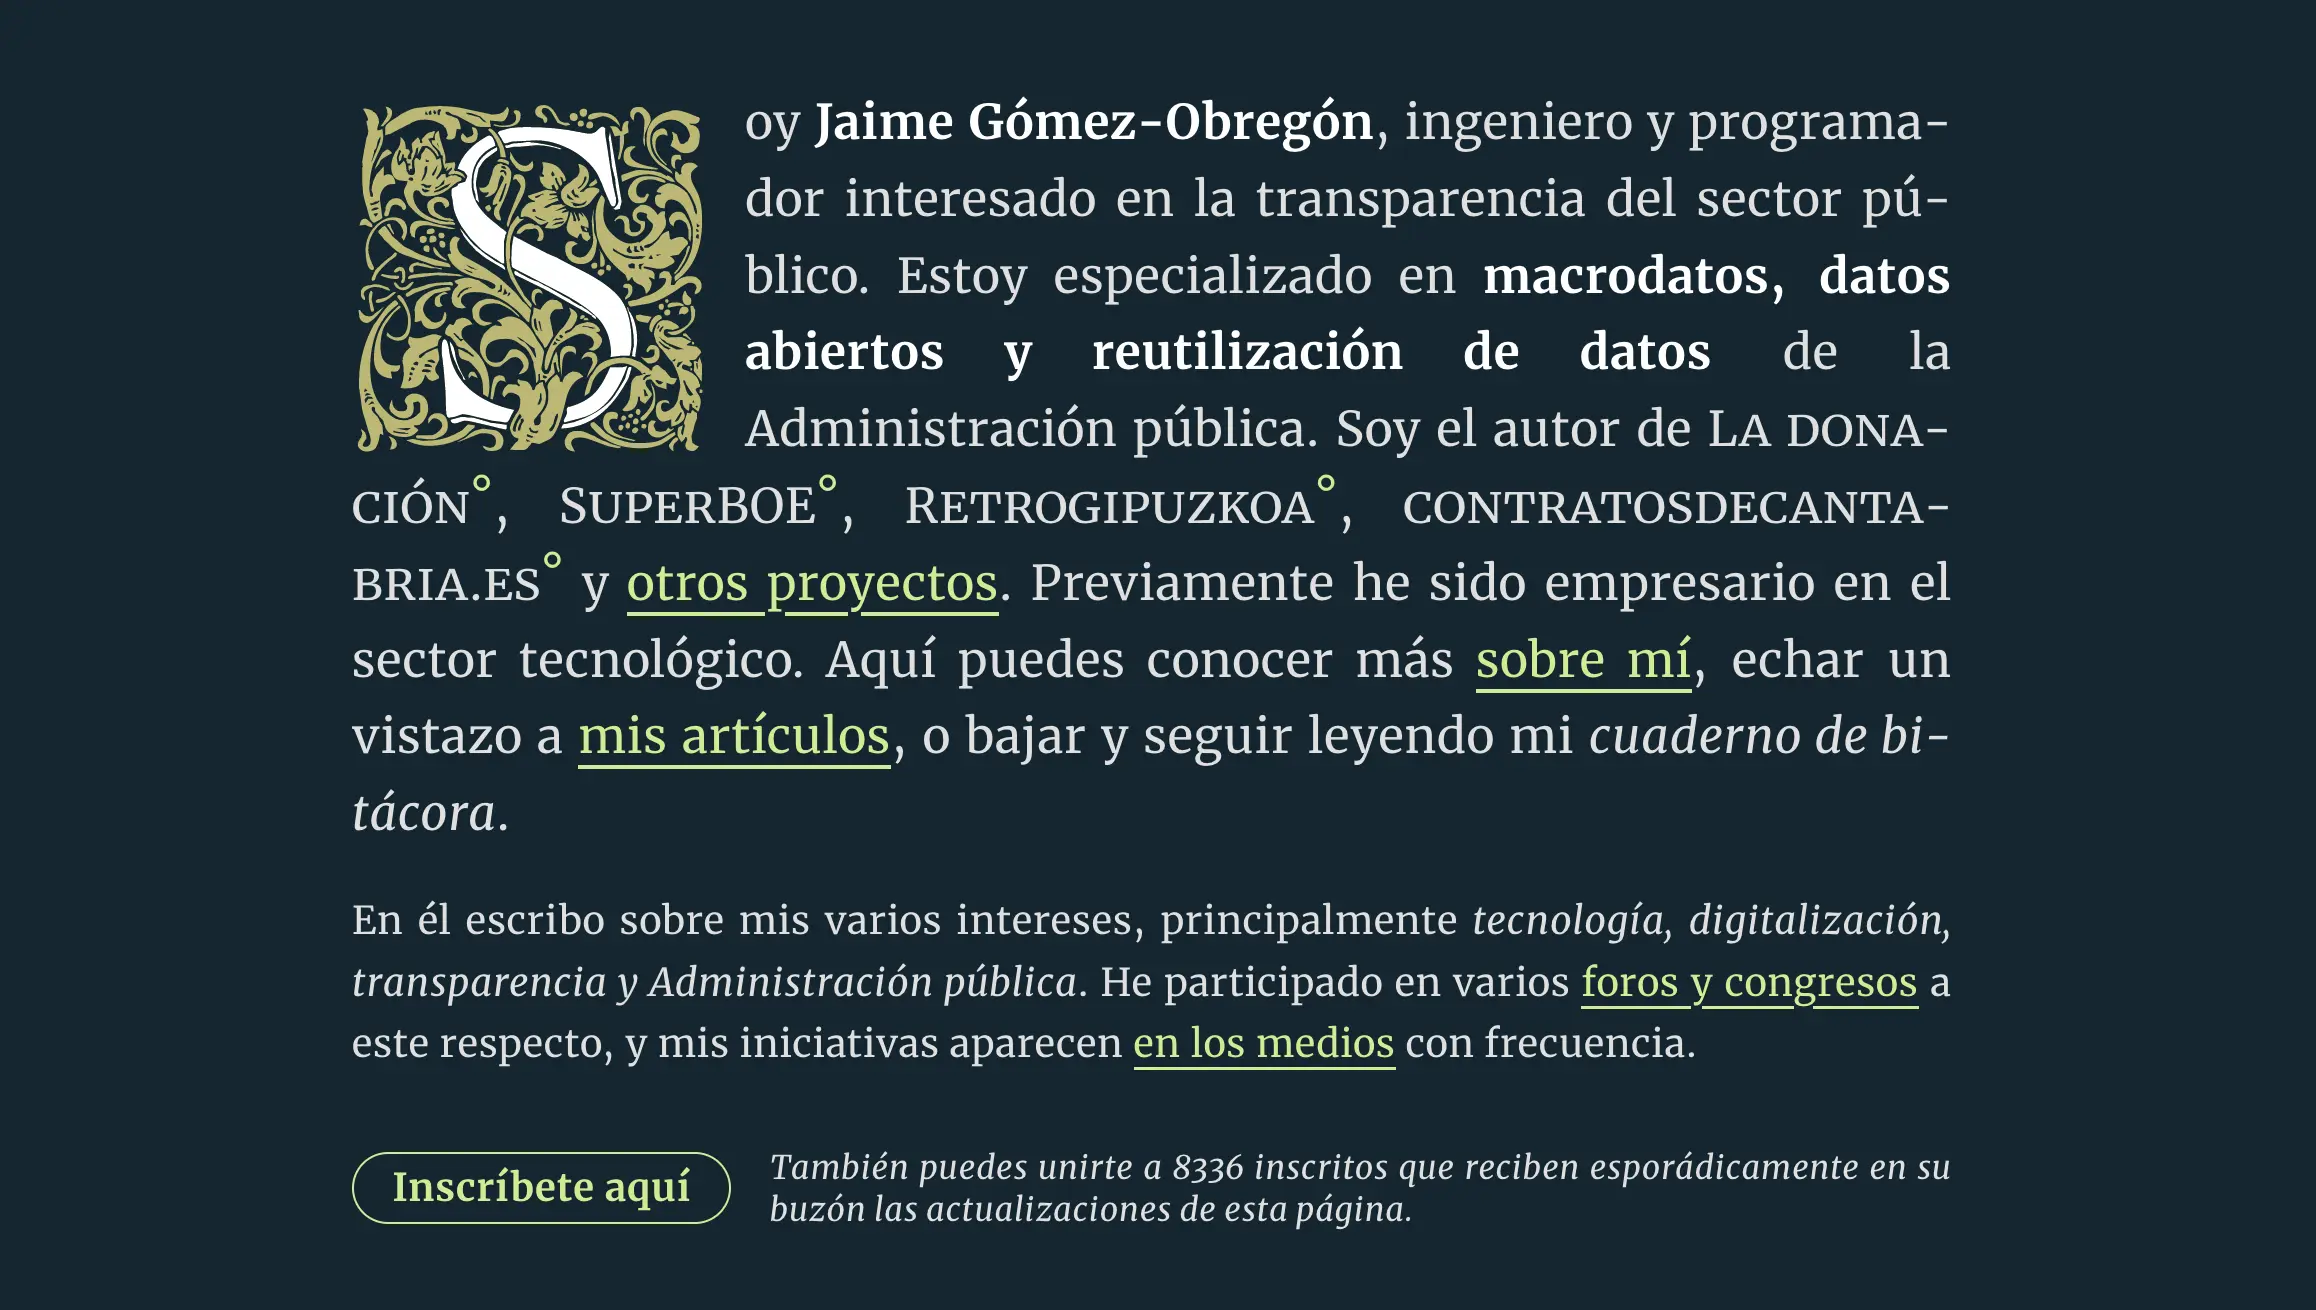 Soy Jaime Gómez-Obregón, ingeniero y programa-
dor interesado en la transparencia del sector pú-
blico. Estoy especializado en macrodatos, datos
abiertos y reutilización de datos de la
Administración pública. Soy el autor de LA DONA-
CIÓN°, SUPERBOE°, RETROGIPUZKOA°, CONTRATOSDECANTA-
BRIA.ES° y otros proyectos. Previamente he sido empresario en el
sector tecnológico. Aquí puedes conocer más sobre mí, echar un
vistazo a mis artículos, o bajar y seguir leyendo mi cuaderno de bi-
tácora.
En él escribo sobre mis varios intereses, principalmente tecnología, digitalización,
transparencia y Administración pública. He participado en varios foros y congresos a
este respecto, y mis iniciativas aparecen en los medios con frecuencia.
Inscríbete aquí
También puedes unirte a 8336 inscritos que reciben esporádicamente en su
buzón las actualizaciones de esta página.